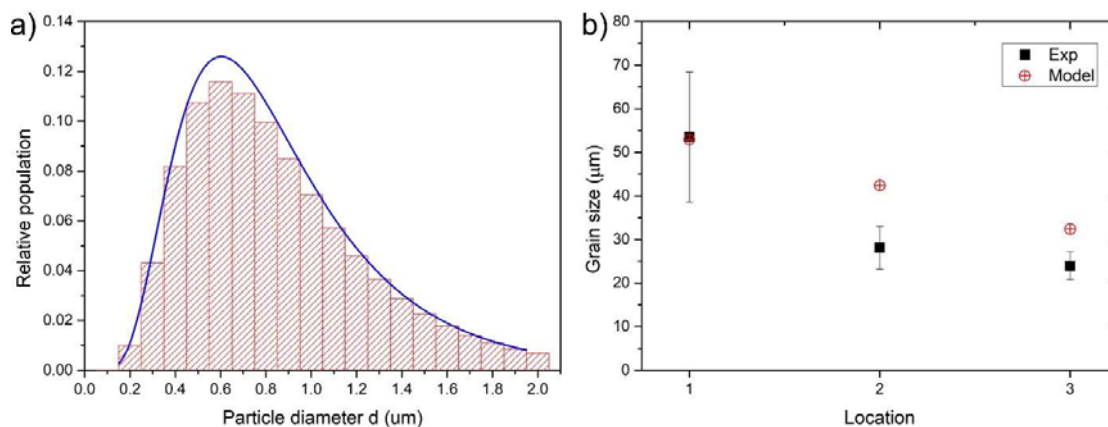 a)
0.14
0.12
0.10
0.08
0.06
0.04
0.02
0.00
Relative population
0.0 0.2 0.4 0.6 0.8 1.0 1.2 1.4 1.6 1.8 2.0
Particle diameter d (um)
b)
80
70
60
50
40
30
20
10
0
Grain size (μm)
Exp
Model
1 2 3
Location